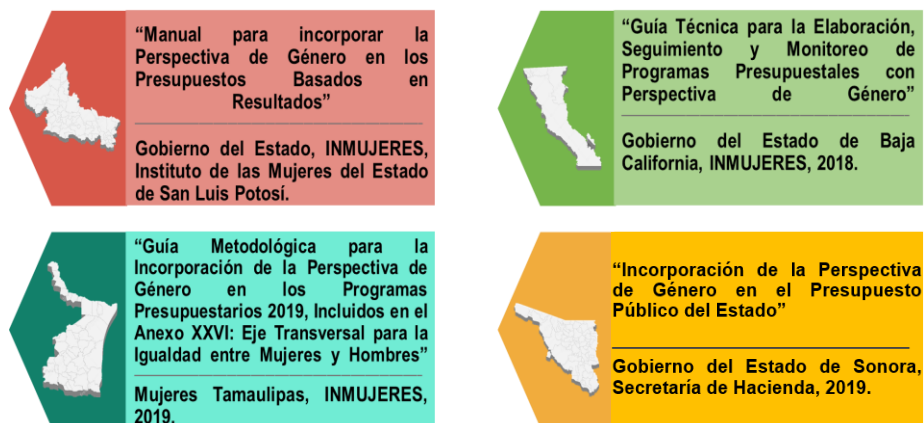 “Manual para incorporar la
Perspectiva de Género en los
Presupuestos Basados en
Resultados”
Gobierno del Estado, INMUJERES,
Instituto de las Mujeres del Estado
de San Luis Potosí.
“Guía Técnica para la Elaboración,
Seguimiento y Monitoreo de
Programas Presupuestales con
Perspectiva de Género”
Gobierno del Estado de Baja
California, INMUJERES, 2018.
“Guía Metodológica para la
Incorporación de la Perspectiva de
Género en los Programas
Presupuestarios 2019, Incluidos en el
Anexo XXVI: Eje Transversal para la
Igualdad entre Mujeres y Hombres”
Mujeres Tamaulipas, INMUJERES,
2019.
“Incorporación de la Perspectiva
de Género en el Presupuesto
Público del Estado”
Gobierno del Estado de Sonora,
Secretaría de Hacienda, 2019.